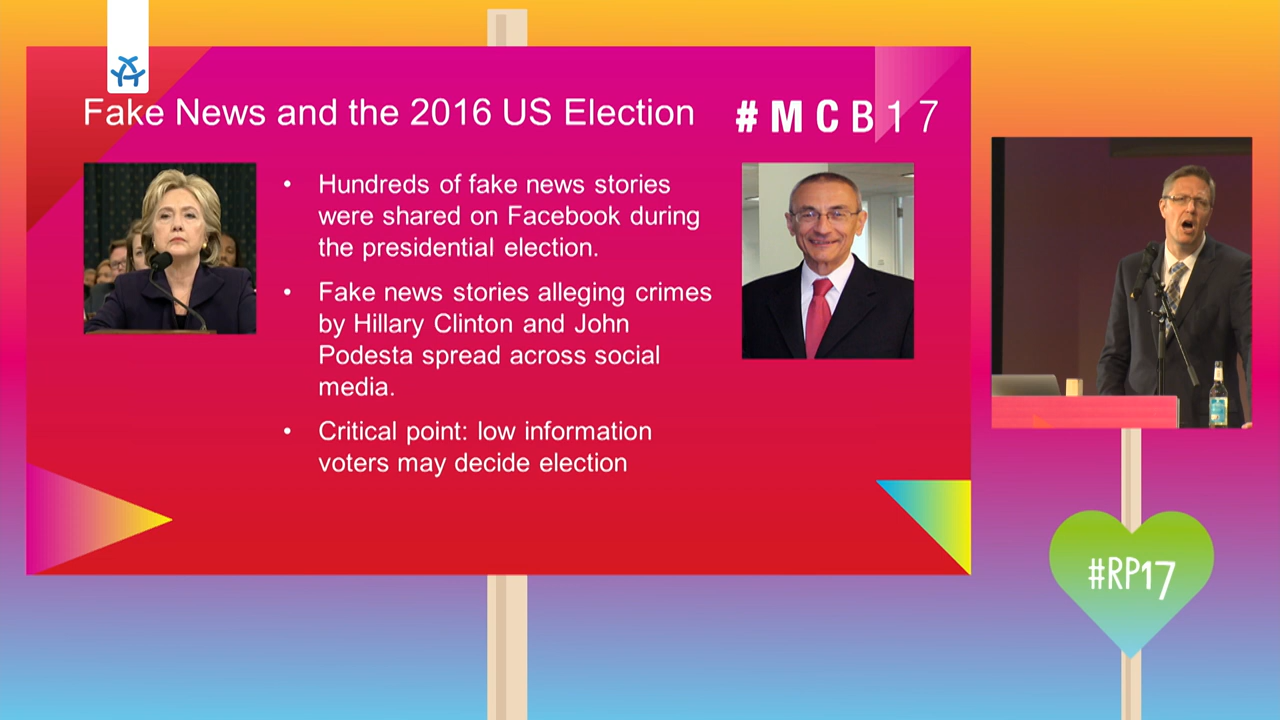 Fake News and the 2016 US Election
#MCB17
• Hundreds of fake news stories
were shared on Facebook during
the presidential election.
• Fake news stories alleging crimes
by Hillary Clinton and John
Podesta spread across social
media.
• Critical point: low information
voters may decide election
#RP17